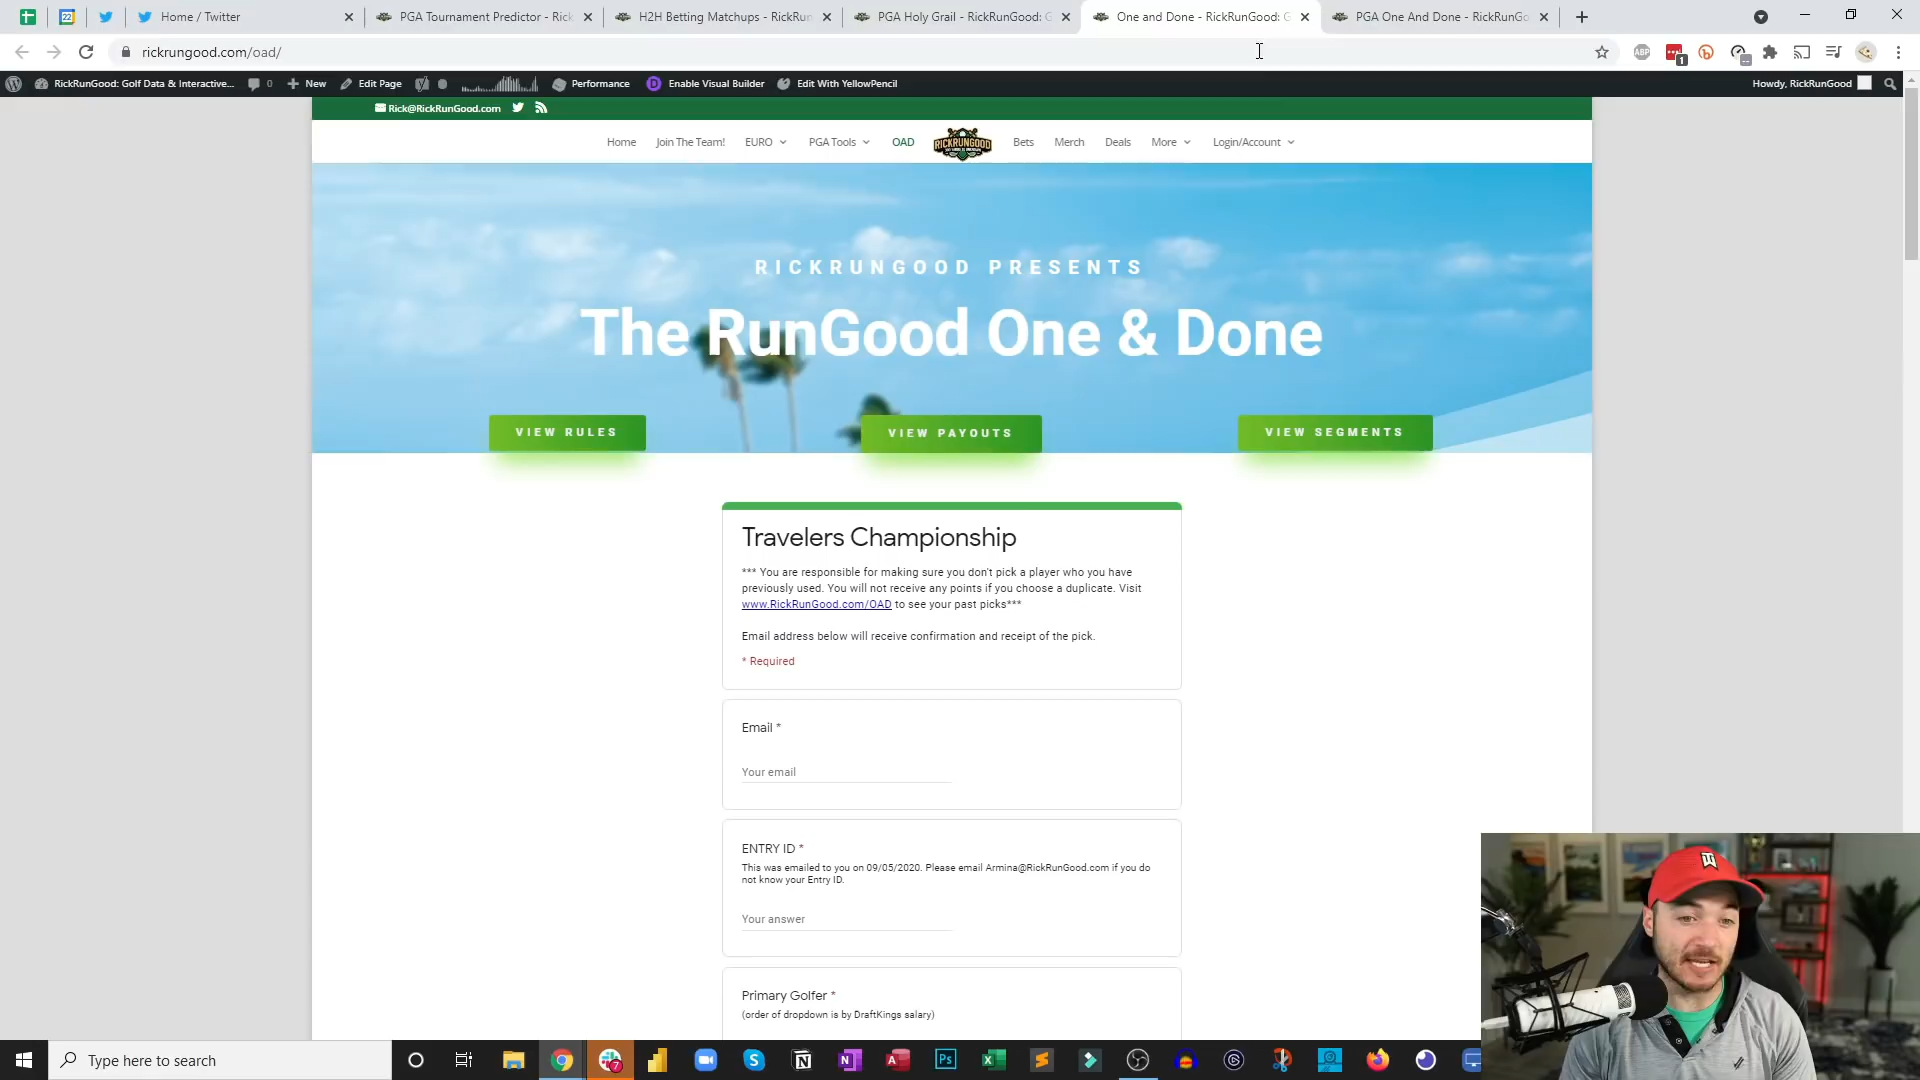 22
Home / Twitter
PGA Tournament Predictor - Rick
H2H Betting Matchups - RickRun
PGA Holy Grail - RickRunGood: G
One and Done - RickRunGood: G
PGA One And Done - RickRunGo
rickrungood.com/oad/
ABP
1
RickRunGood: Golf Data & Interactive...
0
New
Edit Page
Performance
Enable Visual Builder
Edit With YellowPencil
Howdy, RickRunGood
Rick@RickRunGood.com
Home
Join The Team!
EURO
PGA Tools
OAD
RICKRUNGOOD
Bets
Merch
Deals
More
Login/Account
RICKRUNGOOD PRESENTS
The RunGood One & Done
VIEW RULES
VIEW PAYOUTS
VIEW SEGMENTS
Travelers Championship
*** You are responsible for making sure you don't pick a player who you have
previously used. You will not receive any points if you choose a duplicate. Visit
www.RickRunGood.com/OAD to see your past picks***
Email address below will receive confirmation and receipt of the pick.
* Required
Email *
Your email
ENTRY ID *
This was emailed to you on 09/05/2020. Please email Armina@RickRunGood.com if you do
not know your Entry ID.
Your answer
Primary Golfer *
(order of dropdown is by DraftKings salary)
Type here to search
7
Ps